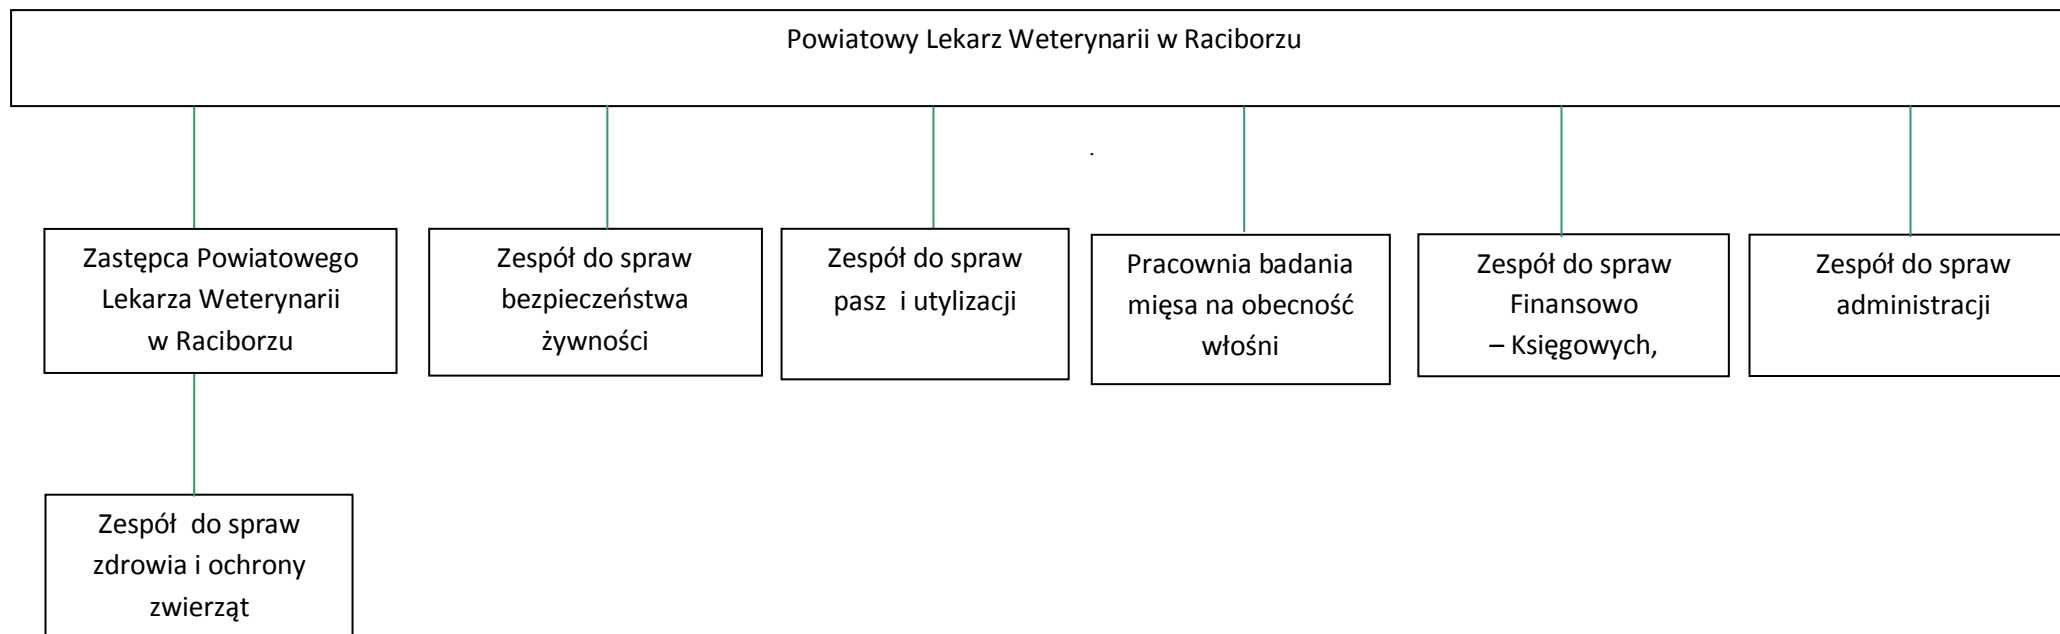 Powiatowy Lekarz Weterynarii w Raciborzu
.
Zastępca Powiatowego
Lekarza Weterynarii
w Raciborzu
Zespół do spraw
bezpieczeństwa
żywności
Zespół do spraw
pasz  i utylizacji
Pracownia badania
mięsa na obecność
włośni
Zespół do spraw
Finansowo
– Księgowych,
Zespół do spraw
administracji
Zespół  do spraw
zdrowia i ochrony
zwierząt